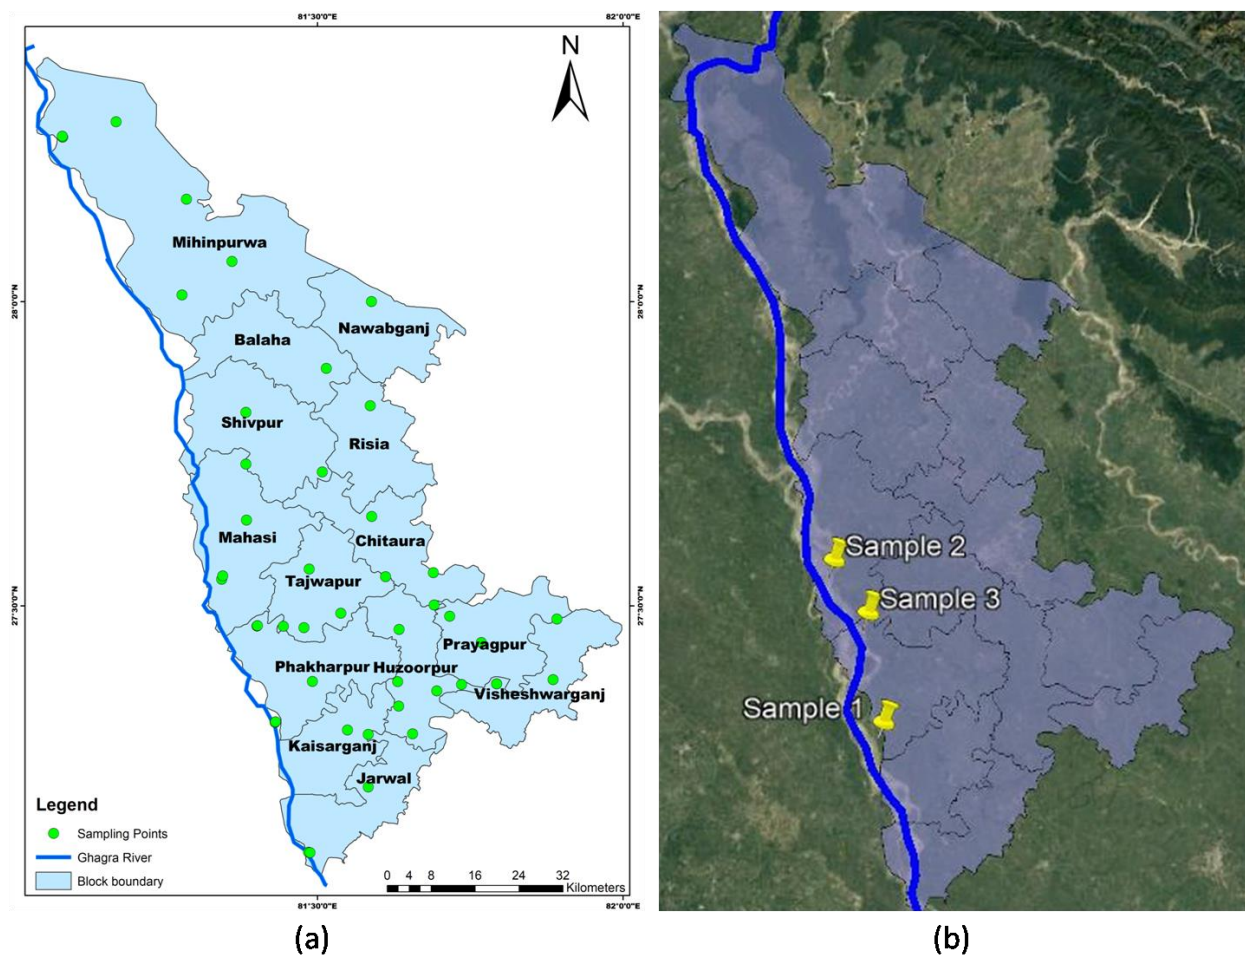 81°30'0"E
82°0'0"E
N
28°0'0"N
Mihinpurwa
Nawabganj
Balaha
Shivpur
Risia
Mahasi
Chitaura
Tajwapur
27°30'0"N
Prayagpur
Phakharpur
Huzoorpur
Visheshwarganj
Kaisarganj
Jarwal
Legend
Sampling Points
Ghagra River
Block boundary
0 4 8 16 24 32
Kilometers
81°30'0"E
82°0'0"E
28°0'0"N
27°30'0"N
Sample 2
Sample 3
Sample 1
(a)
(b)